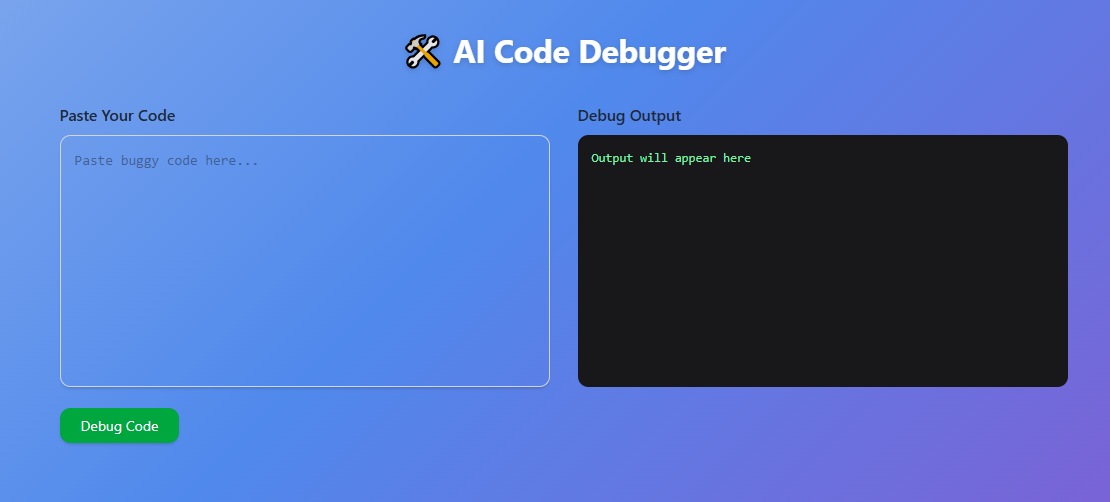 🛠️ AI Code Debugger
Paste Your Code
Paste buggy code here...
Debug Code
Debug Output
Output will appear here